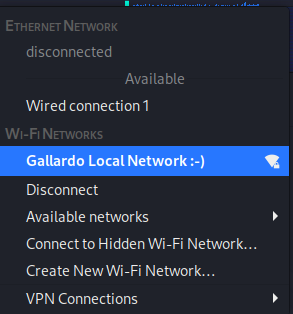 Ethernet Network
disconnected
Available
Wired connection 1
Wi-Fi Networks
Gallardo Local Network :-)
Disconnect
Available networks
Connect to Hidden Wi-Fi Network...
Create New Wi-Fi Network...
VPN Connections